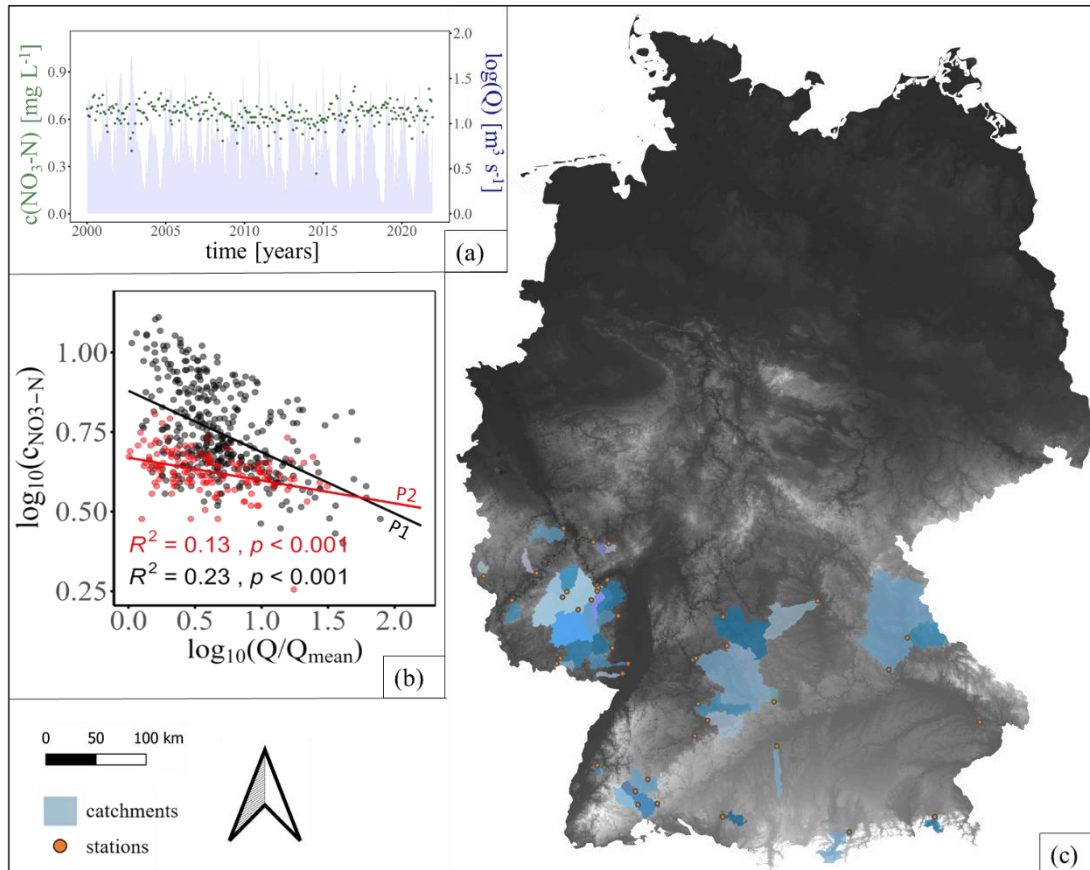 c(NO3-N) [mg L-1]
0.9
0.6
0.3
0.0
2.0
1.5
1.0
0.5
0.0
log(Q) [m3 s-1]
2000 2005 2010 2015 2020
time [years]
(a)
log10(cNO3-N)
1.00
0.75
0.50
0.25
P2
P1
R2 = 0.13 , p < 0.001
R2 = 0.23 , p < 0.001
0.0 0.5 1.0 1.5 2.0
log10(Q/Qmean)
(b)
0 50 100 km
catchments
stations
(c)